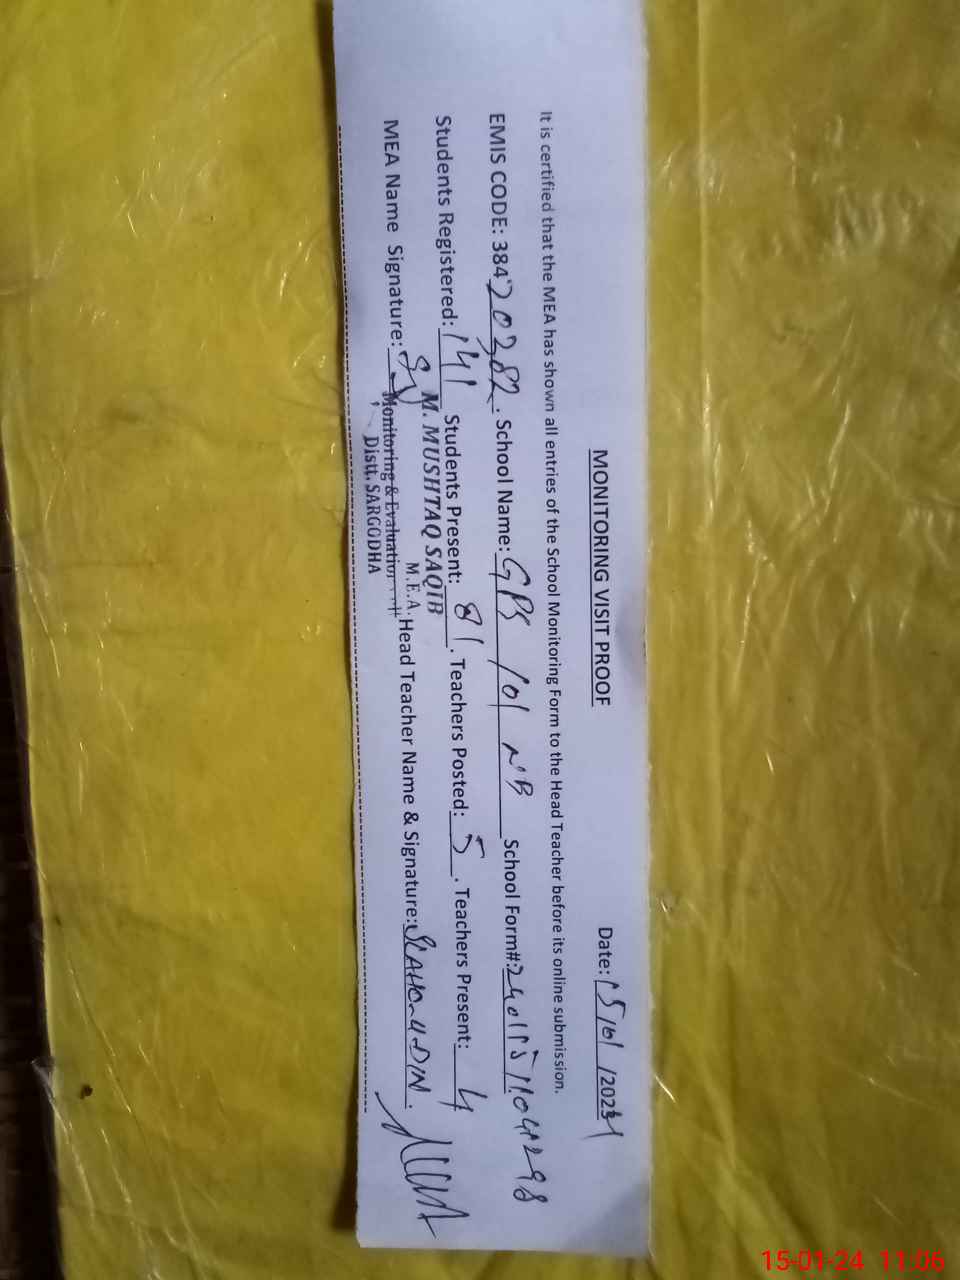 MONITORING VISIT PROOF
Date: 15/01/2024
It is certified that the MEA has shown all entries of the School Monitoring Form to the Head Teacher before its online submission.
EMIS CODE: 38420382. School Name: GPS 101 NB School Form#:
Students Registered: 141 Students Present: 81. Teachers Posted: 5. Teachers Present: 4
MEA Name Signature: Head Teacher Name & Signature:
M. MUSHTAQ SAQIB
M.E.A.
Monitoring & Evaluation
Distt. SARGODHA
15-01-24 11:06